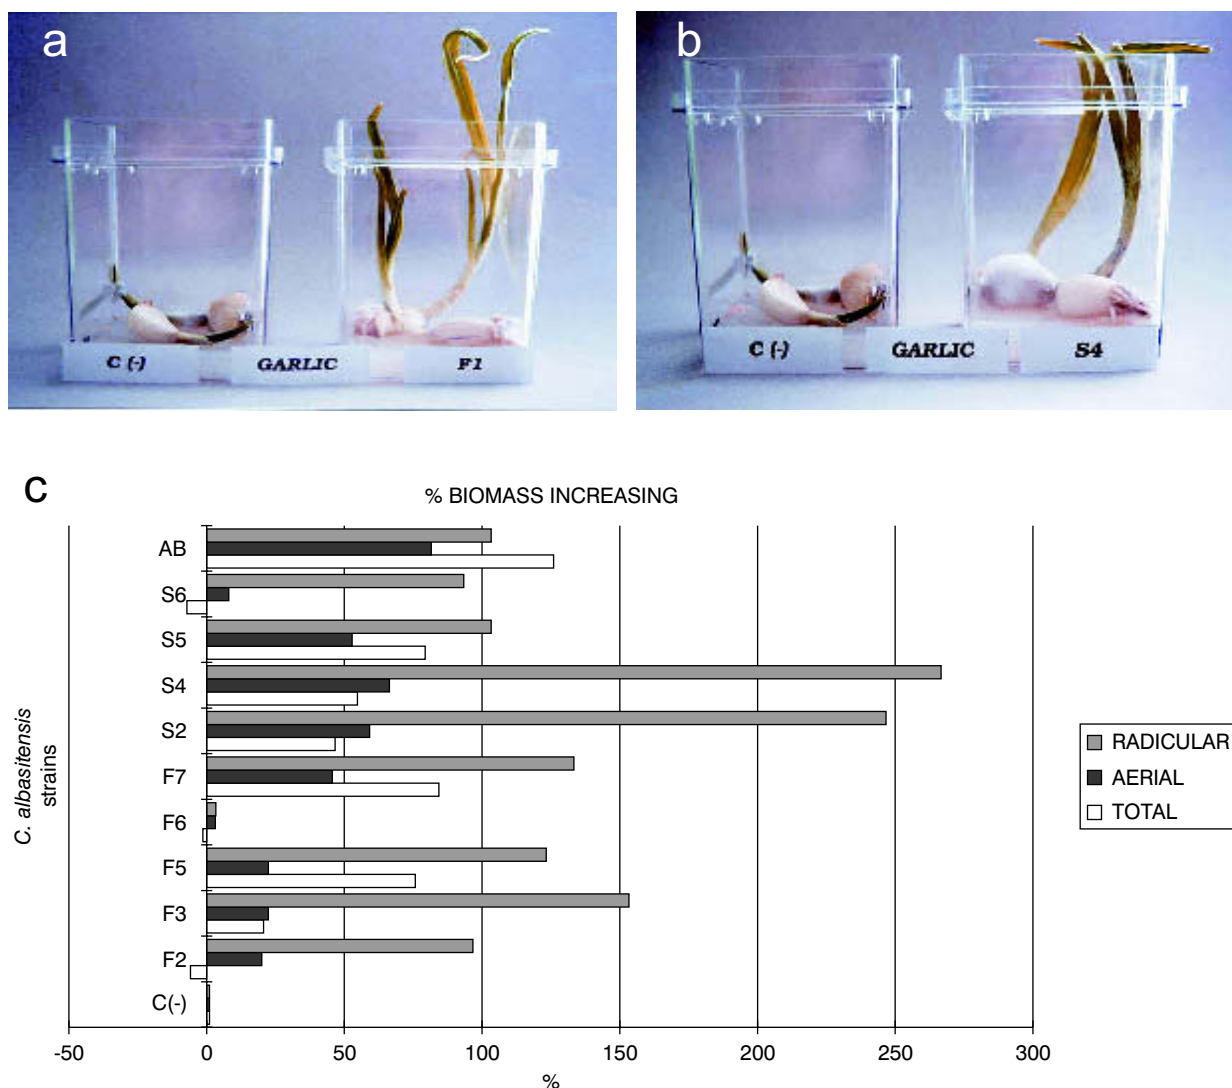 a
C (-)
GARLIC
F1
b
C (-)
GARLIC
S4
c
% BIOMASS INCREASING
AB
S6
S5
S4
S2
F7
F6
F5
F3
F2
C(-)
C. albasitensis
strains
-50
0
50
100
150
200
250
300
%
RADICULAR
AERIAL
TOTAL